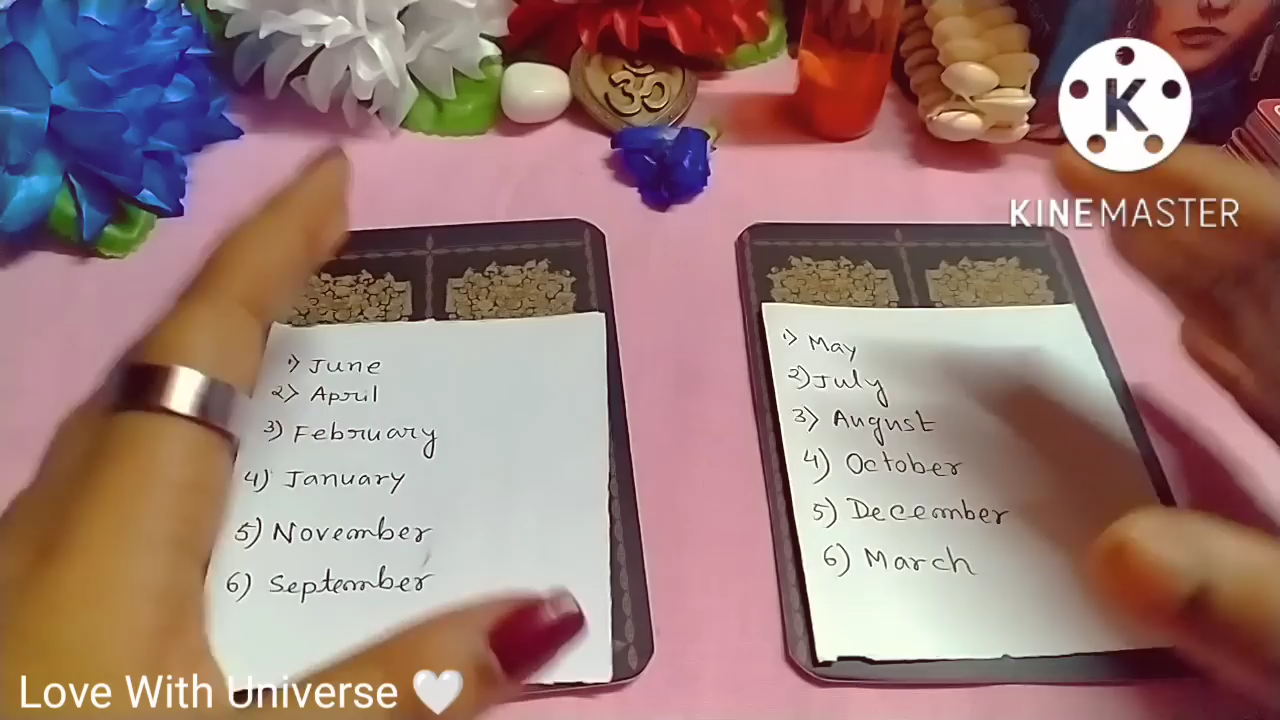 ॐ
K
KINEMASTER
1) June
2) April
3) February
4) January
5) November
6) September
1) May
2) July
3) August
4) October
5) December
6) March
Love With Universe 🤍